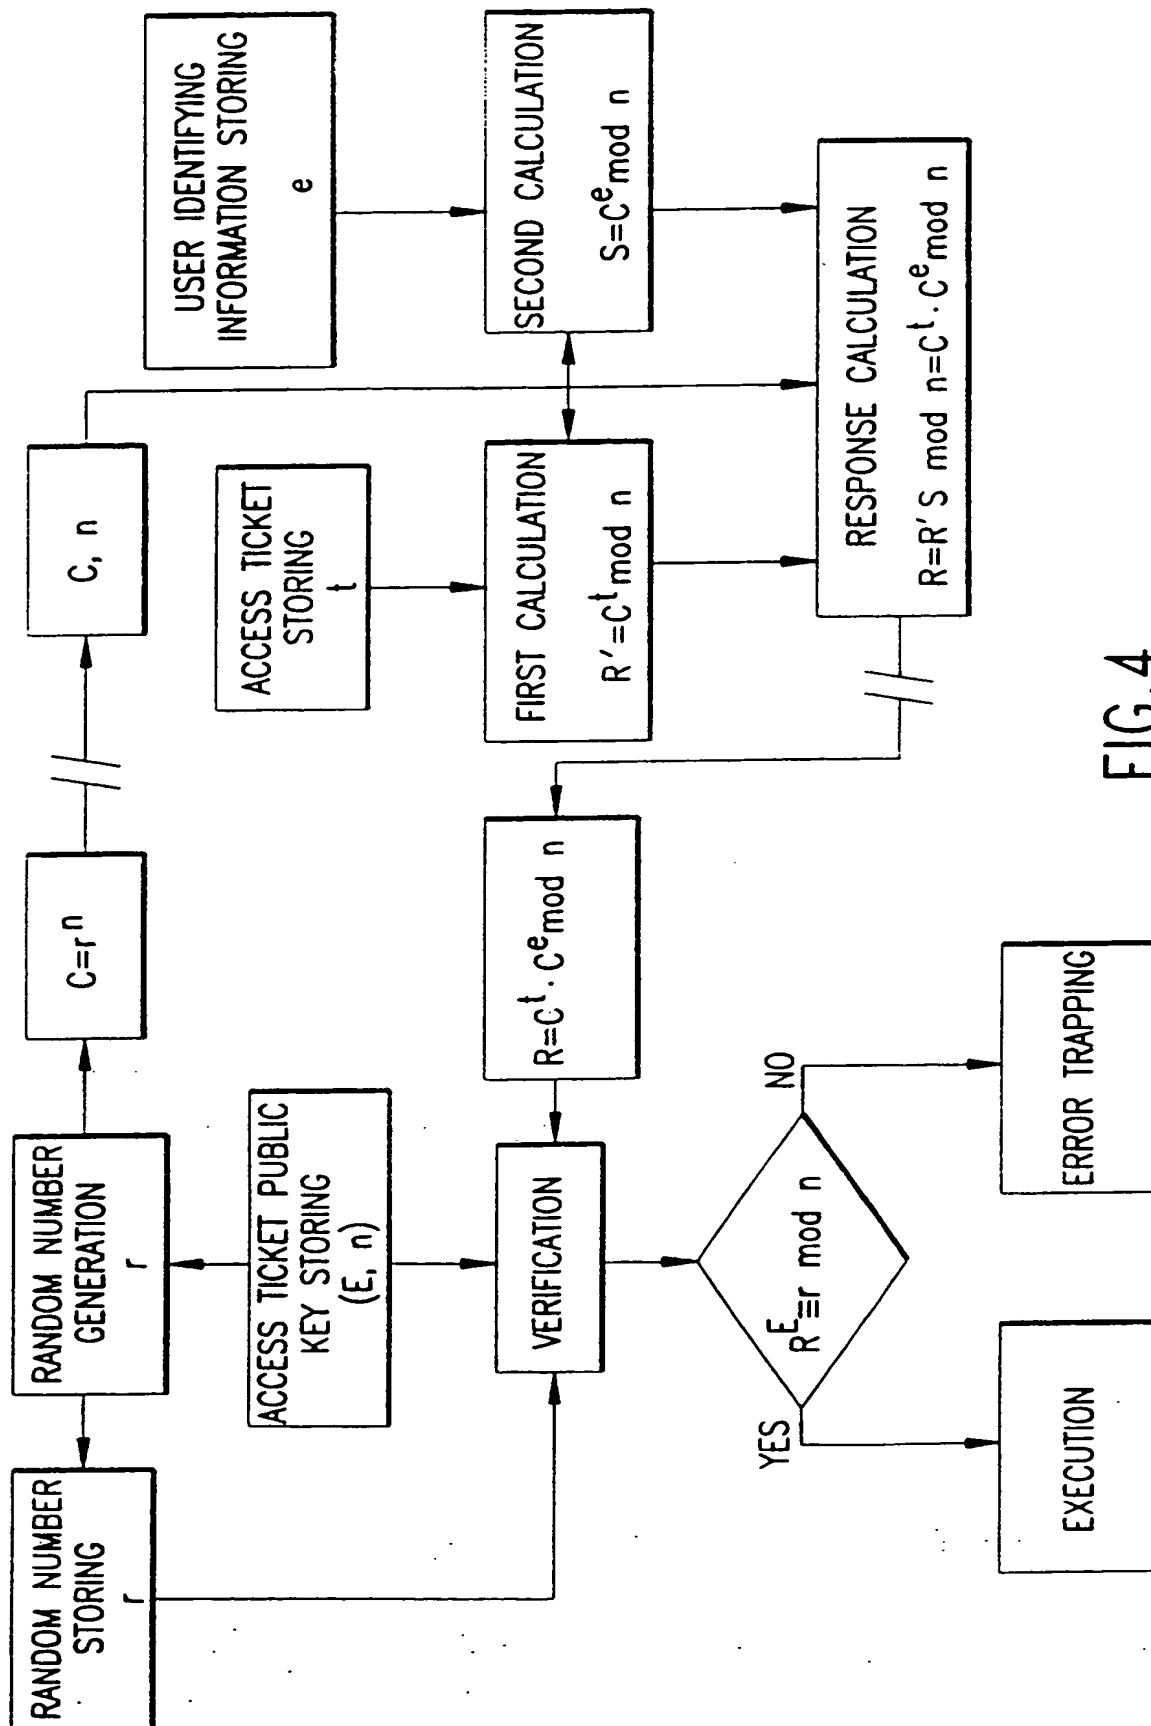 RANDOM NUMBER
STORING
r
RANDOM NUMBER
GENERATION
r
C=r^n
C, n
USER IDENTIFYING
INFORMATION STORING
e
ACCESS TICKET PUBLIC
KEY STORING
(E, n)
ACCESS TICKET
STORING
t
VERIFICATION
R=C^t·C^e mod n
FIRST CALCULATION
R'=C^t mod n
SECOND CALCULATION
S=C^e mod n
YES
R^E≡r mod n
NO
RESPONSE CALCULATION
R=R'S mod n=C^t·C^e mod n
EXECUTION
ERROR TRAPPING
FIG. 4